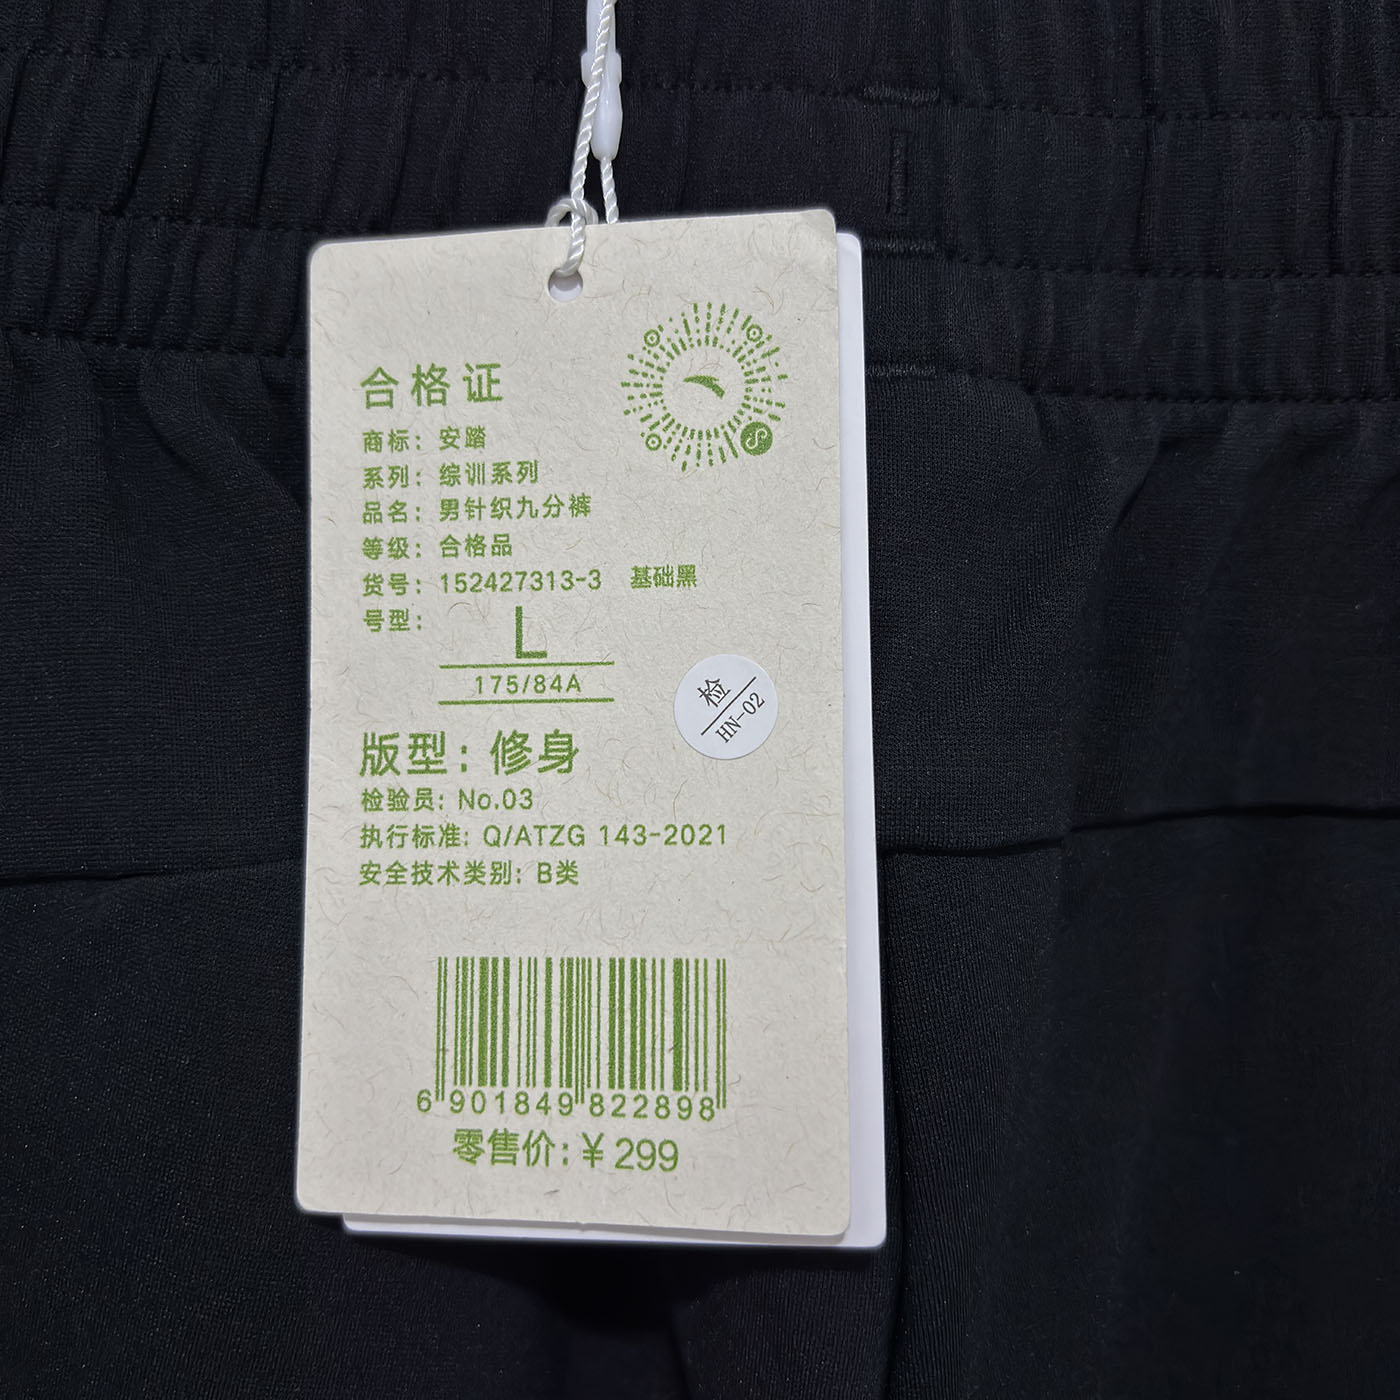 合格证
商标：安踏
系列：综训系列
品名：男针织九分裤
等级：合格品
货号：152427313-3 基础黑
号型：L
175/84A
检
HN-02
版型：修身
检验员：No.03
执行标准：Q/ATZG 143-2021
安全技术类别：B类
6 901849 822898
零售价：¥299